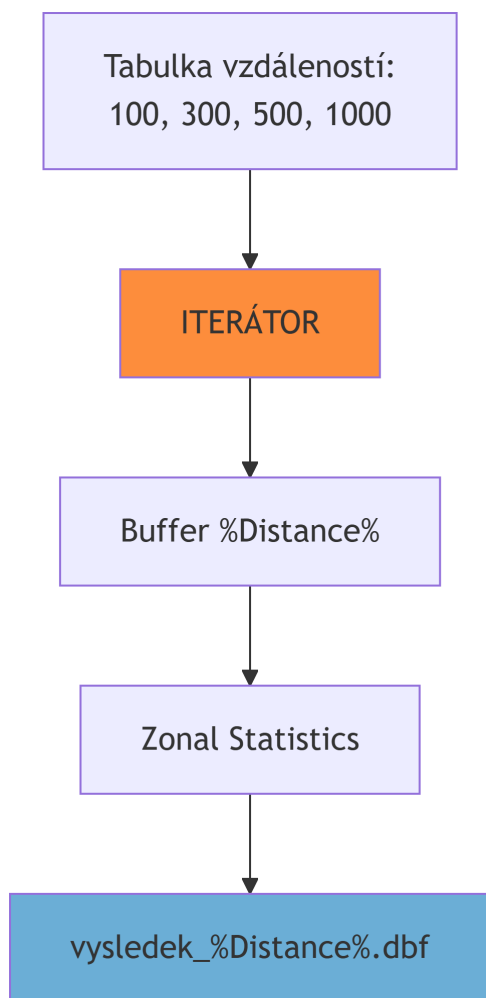 Tabulka vzdáleností:
100, 300, 500, 1000
ITERÁTOR
Buffer %Distance%
Zonal Statistics
vysledek_%Distance%.dbf